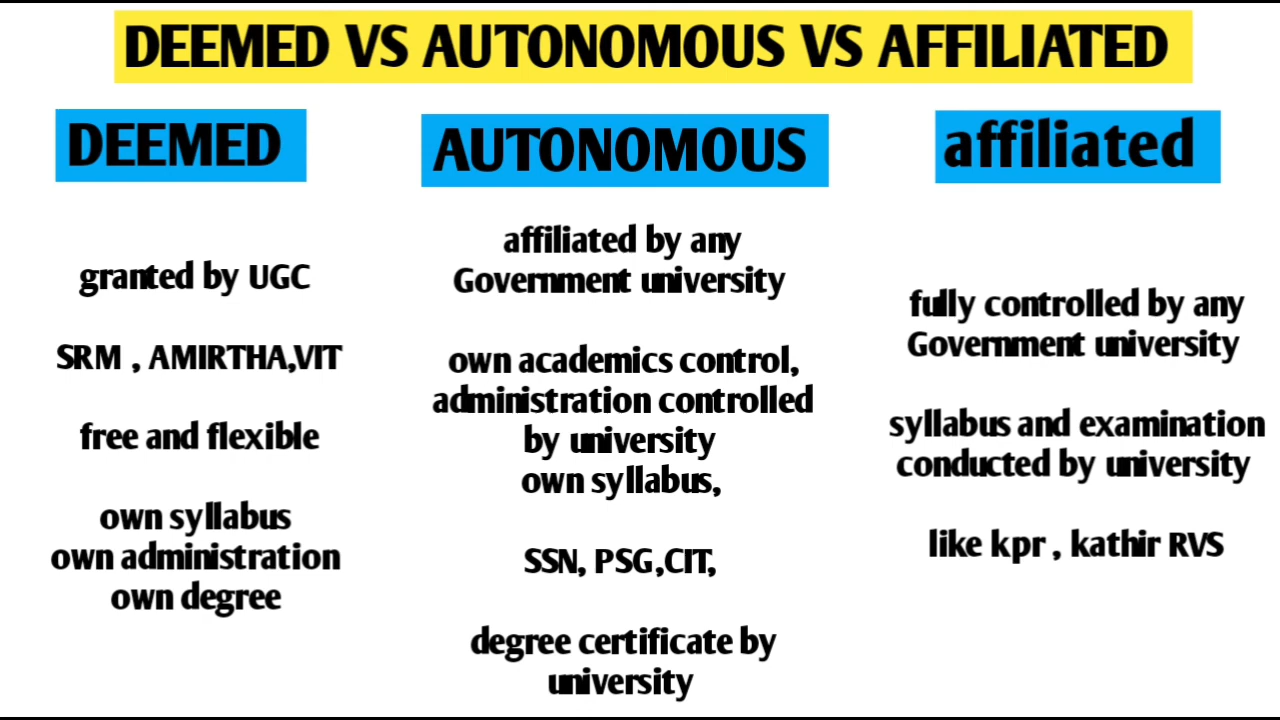 DEEMED VS AUTONOMOUS VS AFFILIATED
DEEMED
granted by UGC
SRM , AMIRTHA,VIT
free and flexible
own syllabus
own administration
own degree
AUTONOMOUS
affiliated by any
Government university
own academics control,
administration controlled
by university
own syllabus,
SSN, PSG,CIT,
degree certificate by
university
affiliated
fully controlled by any
Government university
syllabus and examination
conducted by university
like kpr , kathir RVS